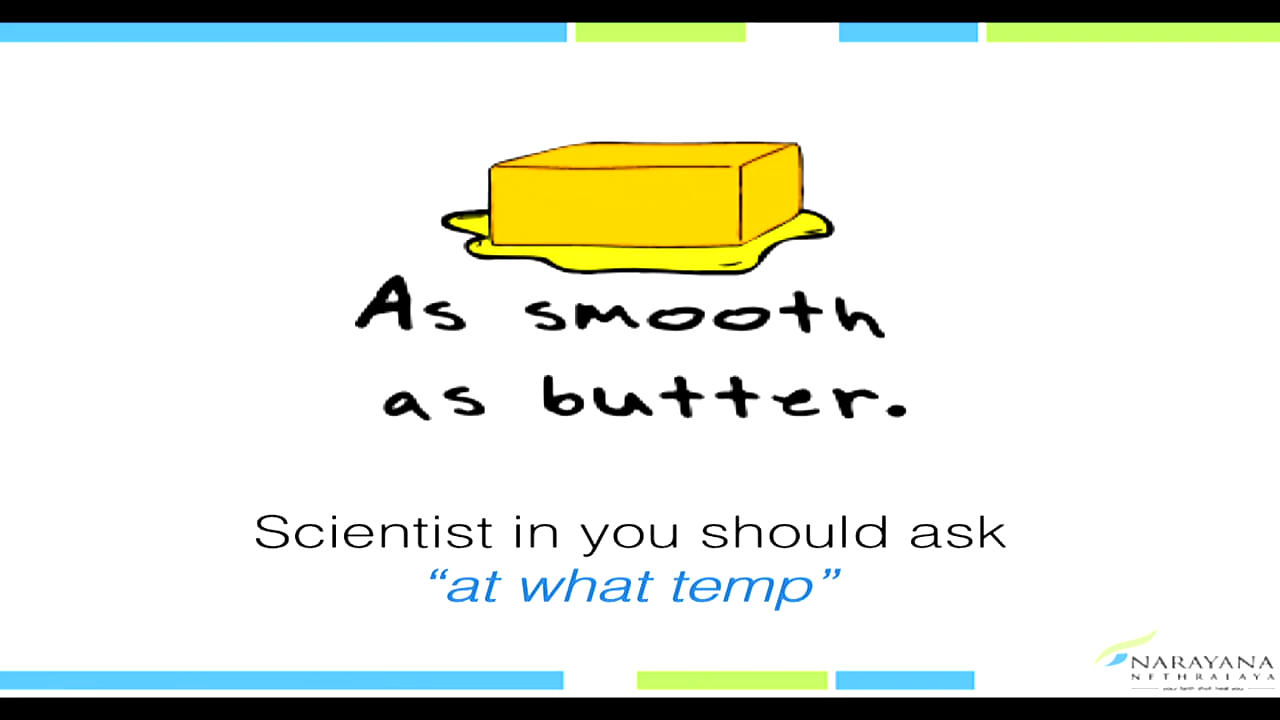 As smooth
as butter.
Scientist in you should ask
“at what temp”
NARAYANA
NETHRALAYA